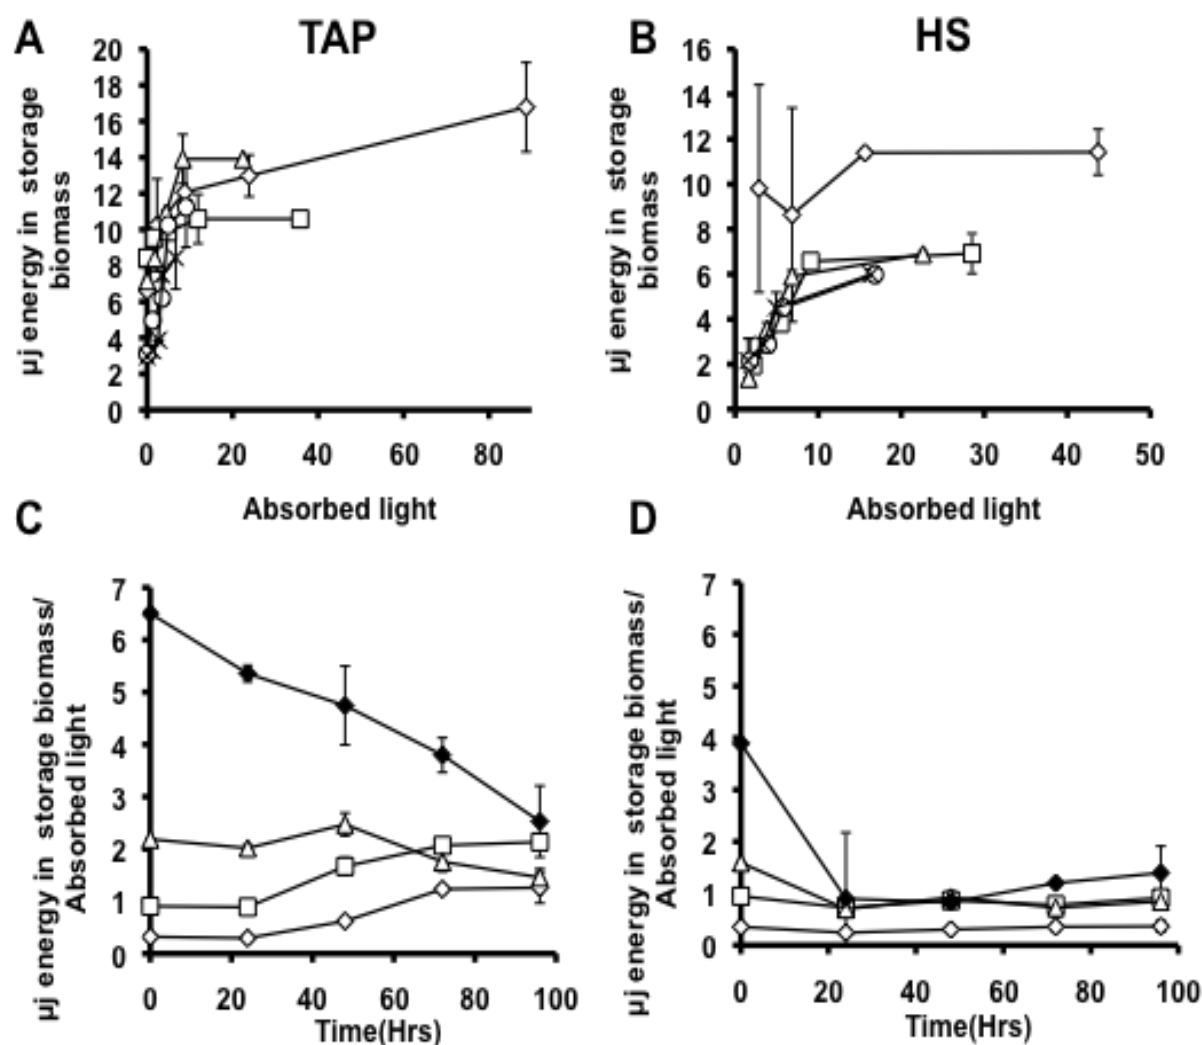 A TAP B HS
µj energy in storage
biomass
20
18
16
14
12
10
8
6
4
2
0
0 20 40 60 80
Absorbed light
µj energy in storage
biomass
16
14
12
10
8
6
4
2
0
0 10 20 30 40 50
Absorbed light
C D
µj energy in storage biomass/
Absorbed light
7
6
5
4
3
2
1
0
0 20 40 60 80 100
Time(Hrs)
µj energy in storage biomass/
Absorbed light
7
6
5
4
3
2
1
0
0 20 40 60 80 100
Time(Hrs)